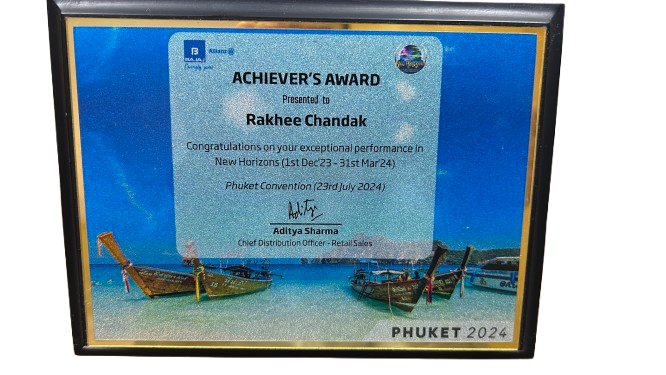 B
BAJAJ
Allianz
ACHIEVER'S AWARD
Presented to
Rakhee Chandak
Congratulations on your exceptional performance in
New Horizons (1st Dec'23 - 31st Mar'24)
Phuket Convention (23rd July 2024)
Aditya
Aditya Sharma
Chief Distribution Officer - Retail Sales
PHUKET 2024